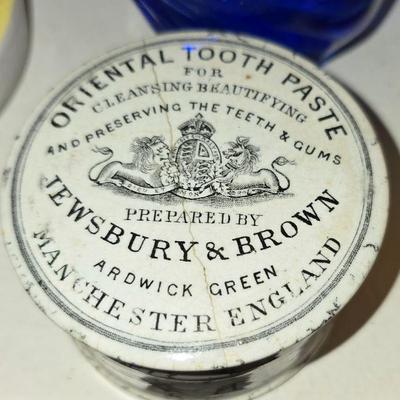 ORIENTAL TOOTH PASTE
FOR
CLEANSING BEAUTIFYING
AND PRESERVING THE TEETH & GUMS
PREPARED BY
JEWSBURY & BROWN
ARDWICK GREEN
MANCHESTER ENGLAND